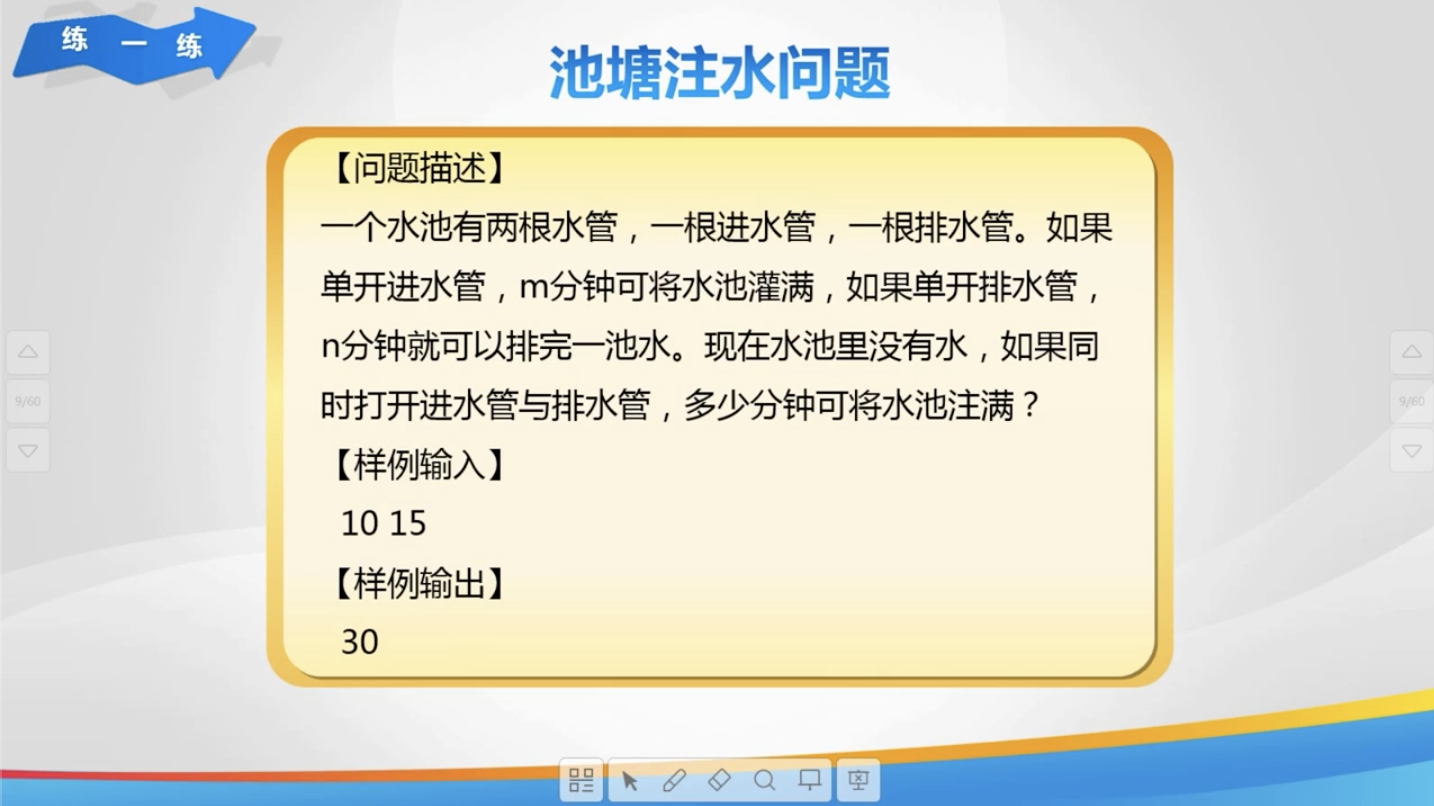 练一练
池塘注水问题
【问题描述】
一个水池有两根水管，一根进水管，一根排水管。如果
单开进水管，m分钟可将水池灌满，如果单开排水管，
n分钟就可以排完一池水。现在水池里没有水，如果同
时打开进水管与排水管，多少分钟可将水池注满？
【样例输入】
10 15
【样例输出】
30
9/60
9/60